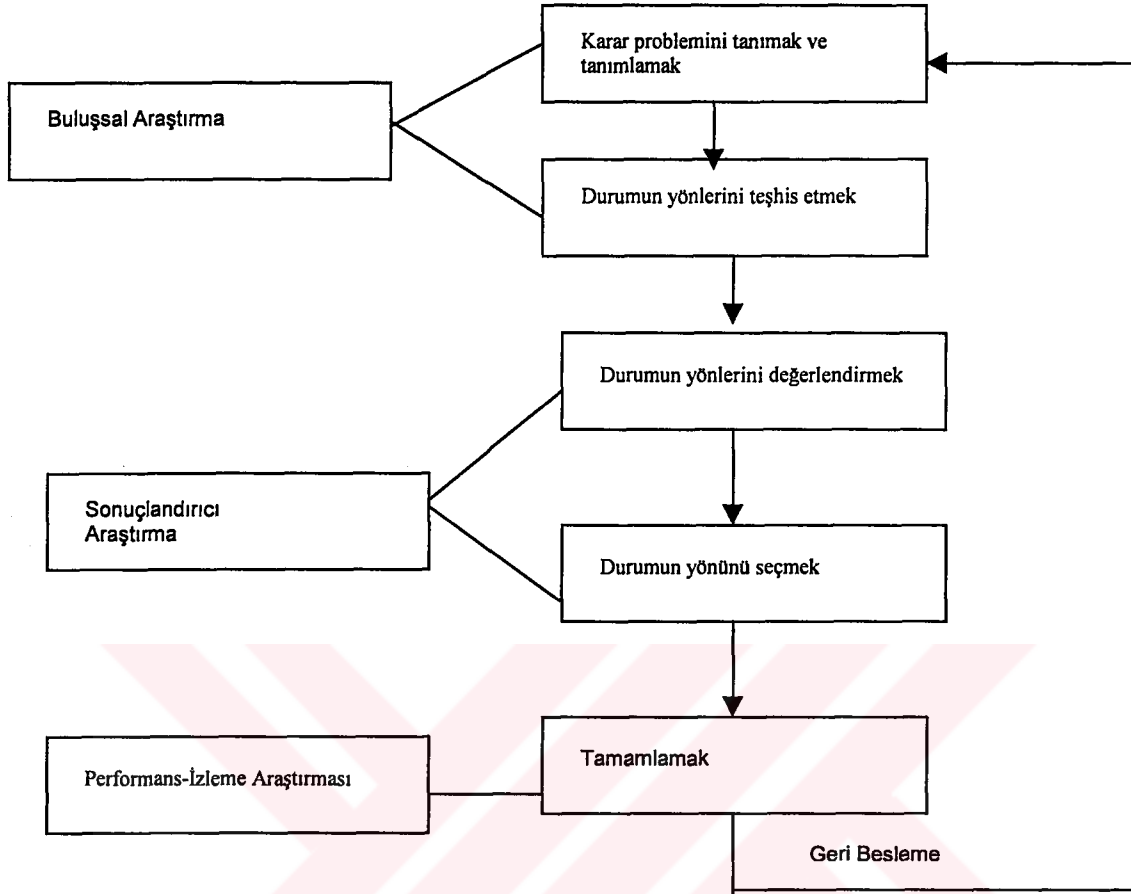 Karar problemini tanımak ve
tanımlamak
Buluşsal Araştırma
Durumun yönlerini teşhis etmek
Durumun yönlerini değerlendirmek
Sonuçlandırıcı
Araştırma
Durumun yönünü seçmek
Tamamlamak
Performans-İzleme Araştırması
Geri Besleme